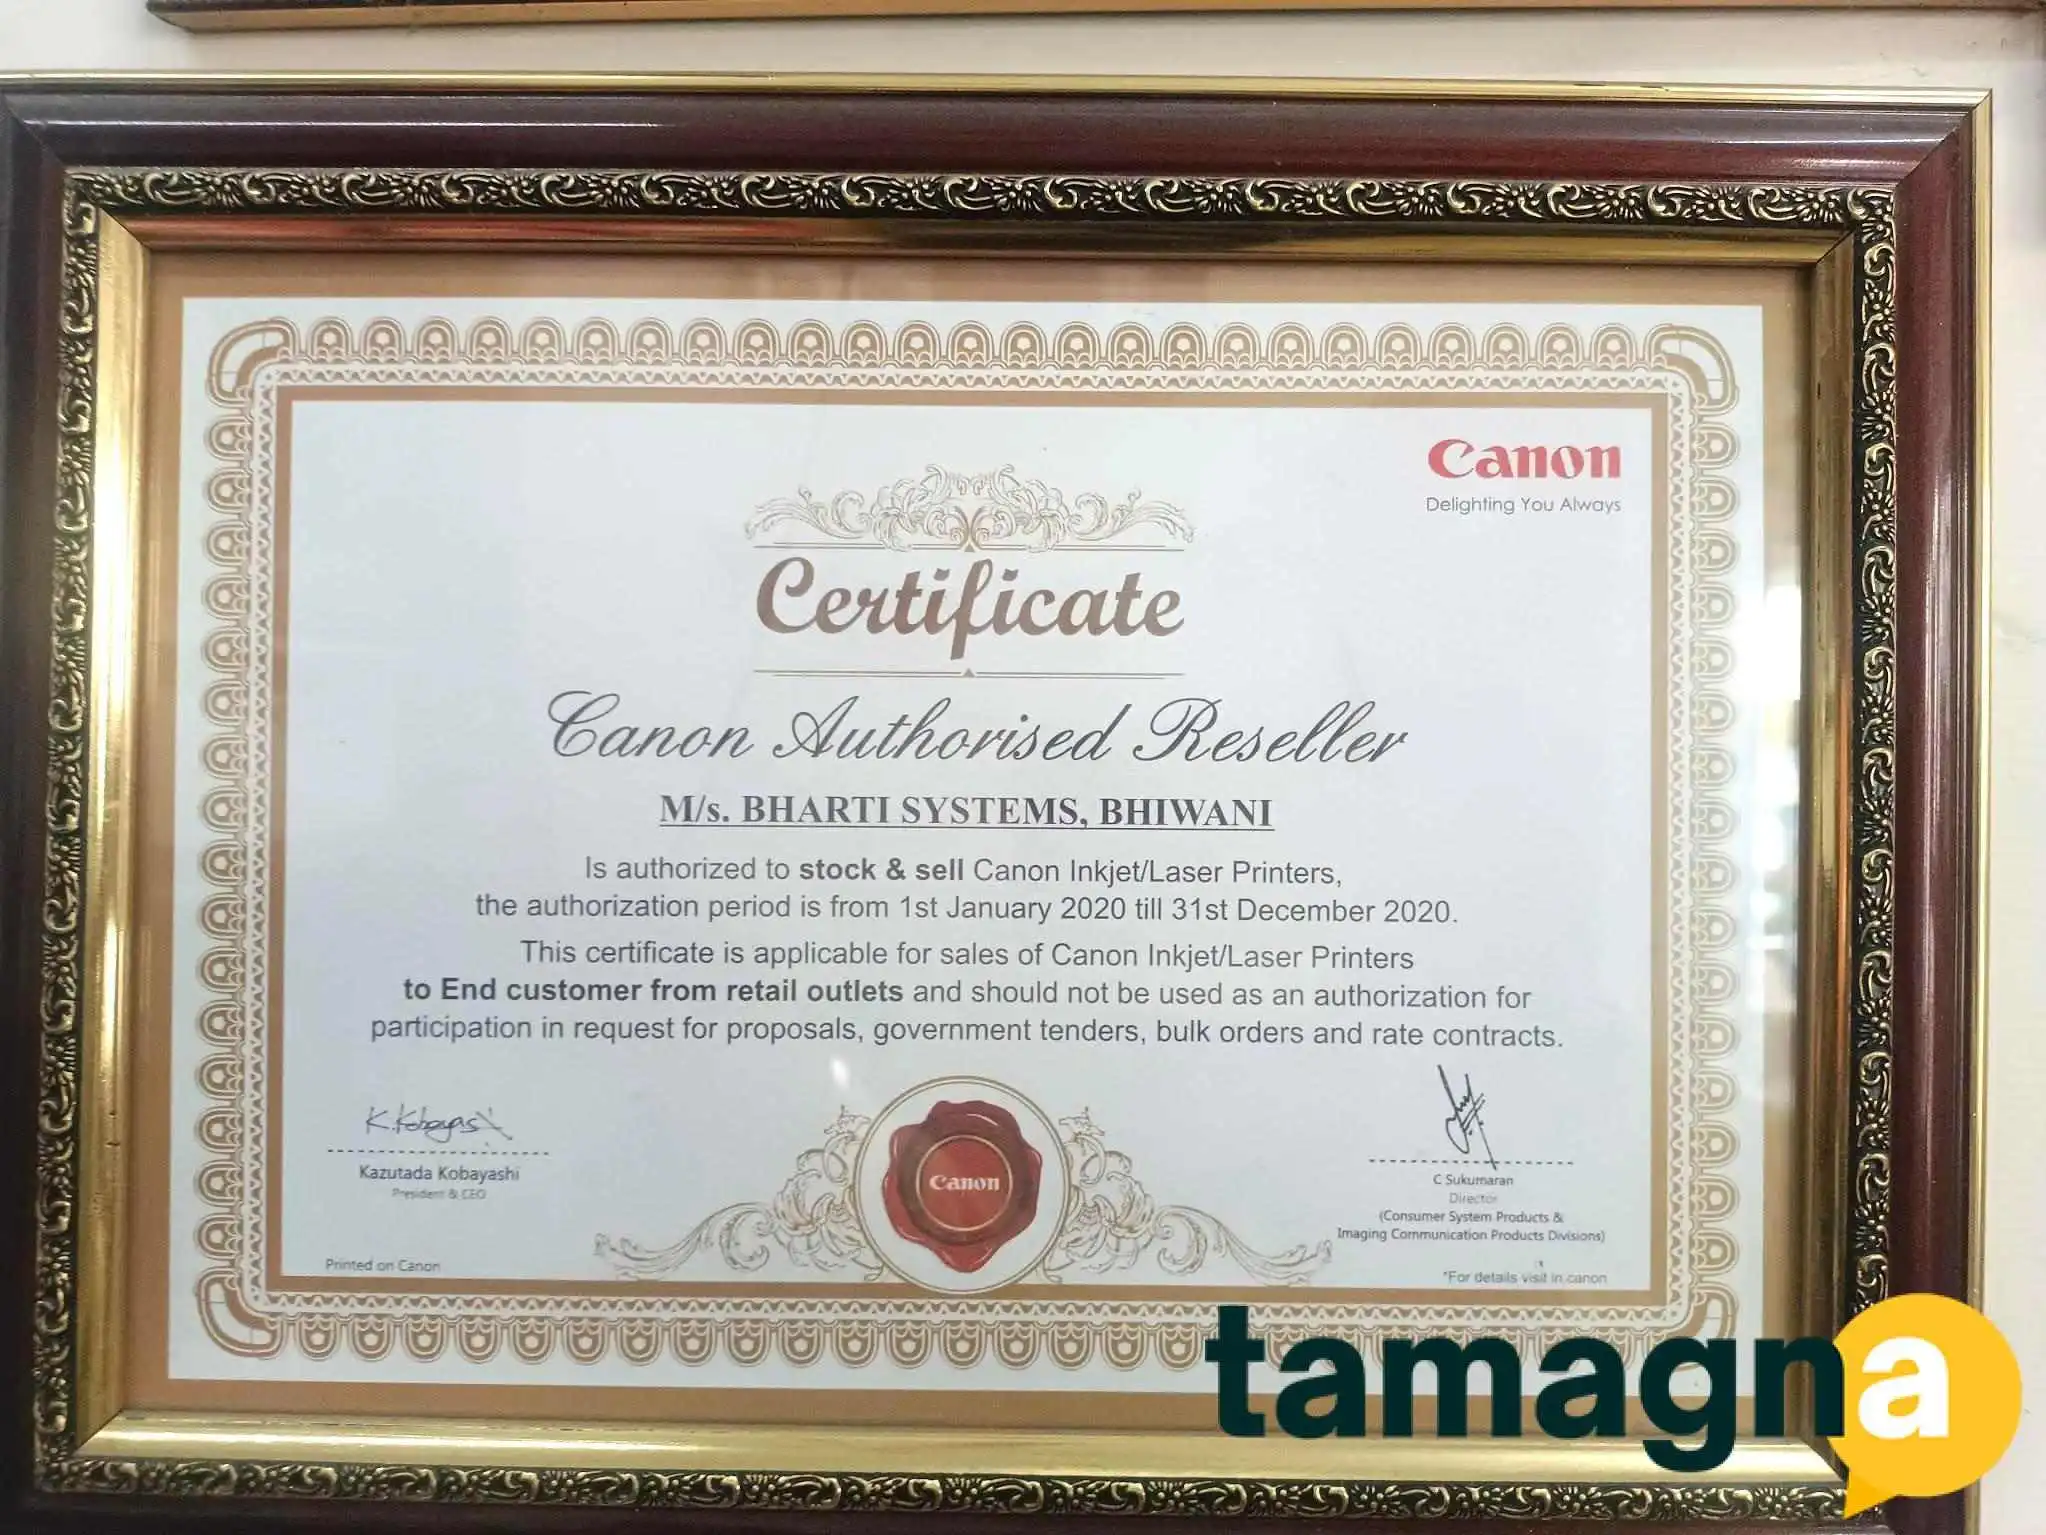 Canon
Delighting You Always
Certificate
Canon Authorised Reseller
M/s. BHARTI SYSTEMS, BHIWANI
Is authorized to stock & sell Canon Inkjet/Laser Printers,
the authorization period is from 1st January 2020 till 31st December 2020.
This certificate is applicable for sales of Canon Inkjet/Laser Printers
to End customer from retail outlets and should not be used as an authorization for
participation in request for proposals, government tenders, bulk orders and rate contracts.
K.Kobayashi
Kazutada Kobayashi
President & CEO
Canon
C Sukumaran
Director
(Consumer System Products &
Imaging Communication Products Divisions)
Printed on Canon
*For details visit in.canon
tamagna